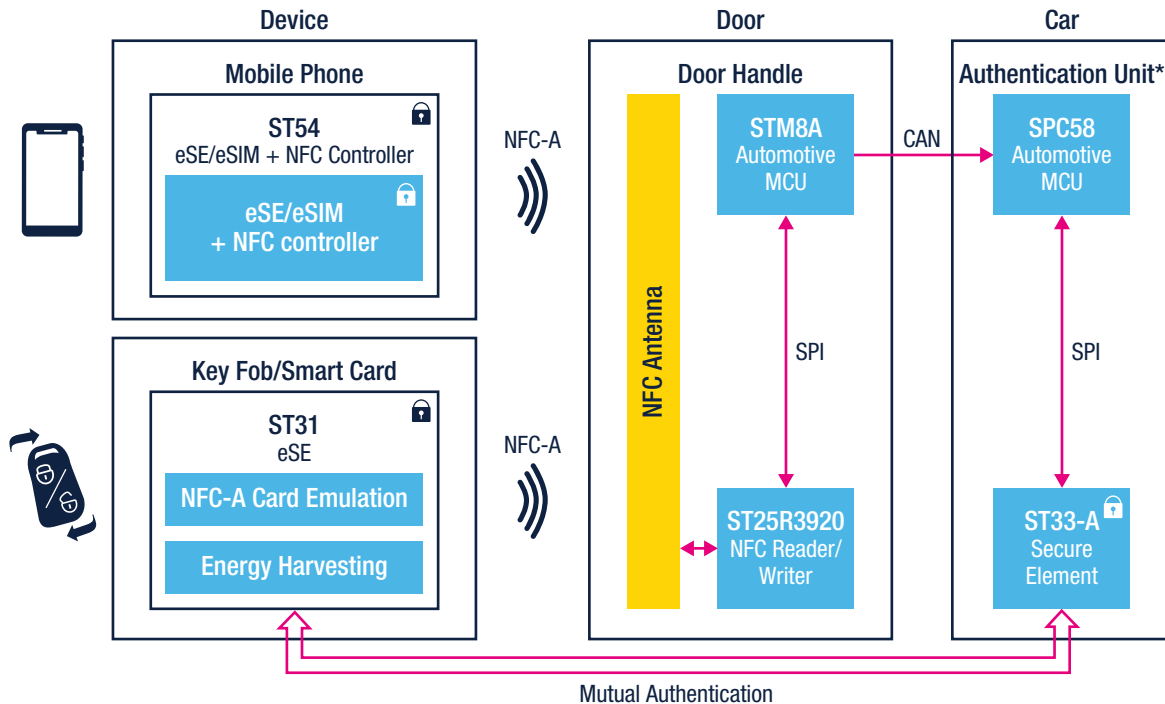 Device
Mobile Phone
ST54
eSE/eSIM + NFC Controller
eSE/eSIM
+ NFC controller
NFC-A
Key Fob/Smart Card
ST31
eSE
NFC-A Card Emulation
Energy Harvesting
NFC-A
Door
Door Handle
NFC Antenna
STM8A
Automotive
MCU
SPI
ST25R3920
NFC Reader/
Writer
CAN
Car
Authentication Unit*
SPC58
Automotive
MCU
SPI
ST33-A
Secure
Element
Mutual Authentication